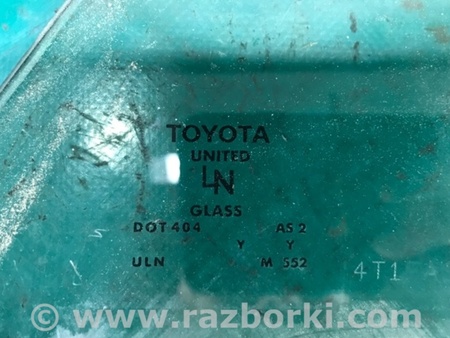 TOYOTA
UNITED
LN
GLASS
DOT 404 AS 2
Y Y
ULN M 552
4T1
© www.razborki.com